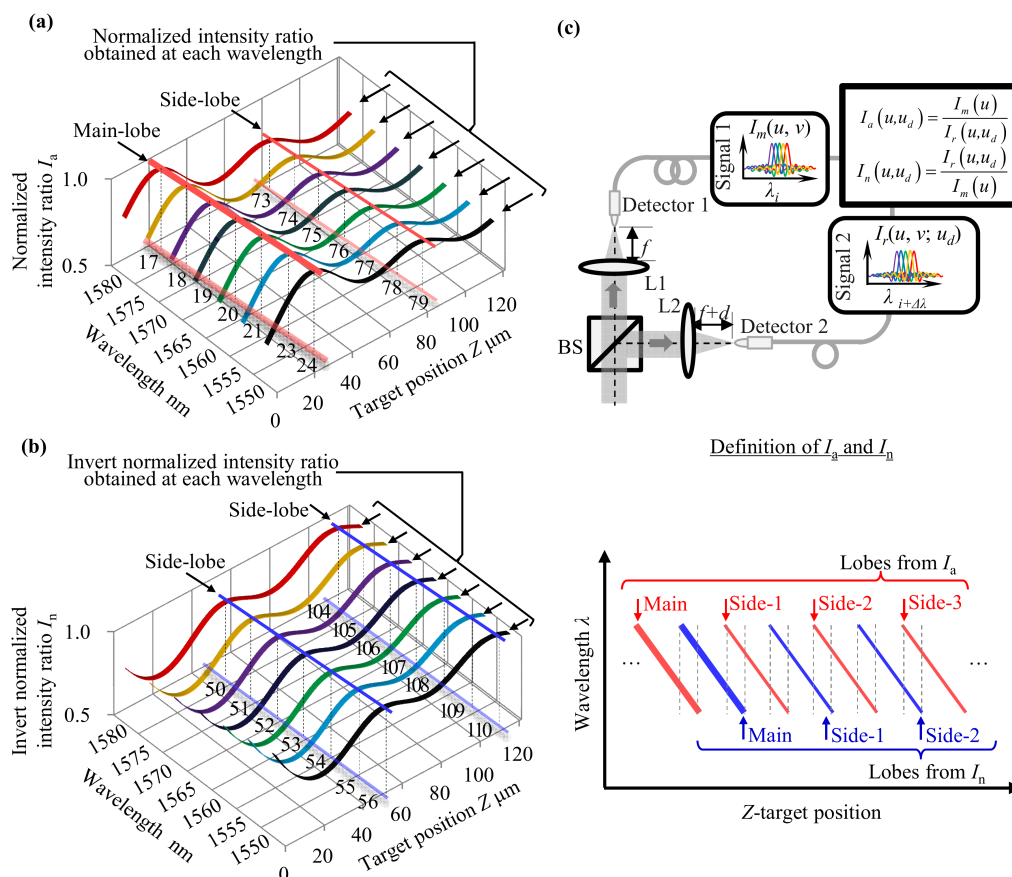 (a)
Normalized intensity ratio
obtained at each wavelength
Side-lobe
Main-lobe
Normalized
intensity ratio Ia
1.0
0.5
1580
1575
1570
1565
1560
1555
1550
Wavelength nm
0
20
40
60
80
100
120
Target position Z μm
17
18
19
20
21
23
24
73
74
75
76
77
78
79
(b)
Invert normalized intensity ratio
obtained at each wavelength
Side-lobe
Side-lobe
Invert normalized
intensity ratio In
1.0
0.5
1580
1575
1570
1565
1560
1555
1550
Wavelength nm
0
20
40
60
80
100
120
Target position Z μm
50
51
52
53
54
55
56
104
105
106
107
108
109
110
(c)
Signal 1
Im(u, v)
λi
Ia(u,ud) = Im(u) / Ir(u,ud)
In(u,ud) = Ir(u,ud) / Im(u)
Detector 1
f
L1
Signal 2
Ir(u, v; ud)
λ i+Δλ
L2
f+d
Detector 2
BS
Definition of Ia and In
Lobes from Ia
Main
Side-1
Side-2
Side-3
...
...
Main
Side-1
Side-2
Lobes from In
Wavelength λ
Z-target position